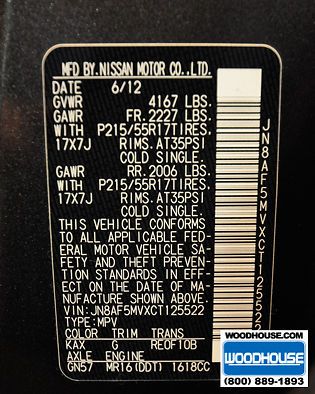 MFD BY.NISSAN MOTOR CO.,LTD.
DATE 6/12
GVWR 4167 LBS.
GAWR FR. 2227 LBS.
WITH P215/55R17TIRES,
17X7J RIMS.AT35PSI
COLD SINGLE.
GAWR RR. 2006 LBS.
WITH P215/55R17TIRES,
17X7J RIMS.AT35PSI
COLD SINGLE.
THIS VEHICLE CONFORMS
TO ALL APPLICABLE FED-
ERAL MOTOR VEHICLE SA-
FETY AND THEFT PREVEN-
TION STANDARDS IN EFF-
ECT ON THE DATE OF MA-
NUFACTURE SHOWN ABOVE.
VIN:JN8AF5MVXCT125522
TYPE:MPV
COLOR TRIM TRANS
KAX G RE0F10B
AXLE ENGINE
GN57 MR16(DDT) 1618CC
JN8AF5MVXCT125522
WOODHOUSE.COM
WOODHOUSE
(800) 889-1893